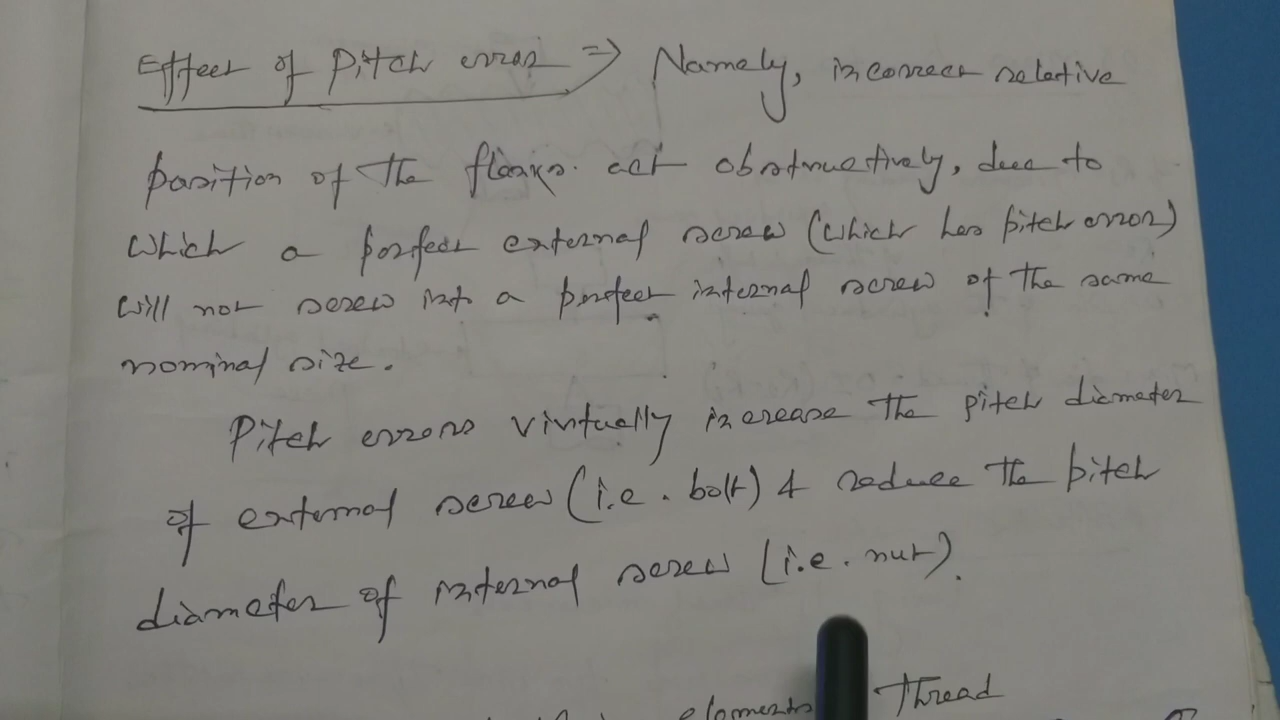 Effect of Pitch error ⇒ Namely, incorrect relative
position of the flanks. act obstructively, due to
which a perfect external screw (which has pitch error)
will not screw into a perfect internal screw of the same
nominal size.
Pitch errors virtually increase the pitch diameter
of external screw (i.e. bolt) & reduce the pitch
diameter of internal screw (i.e. nut).
elements thread